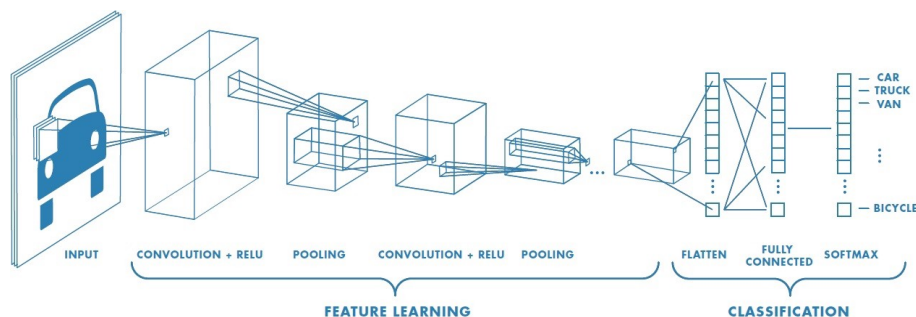 CAR
TRUCK
VAN
BICYCLE
INPUT
CONVOLUTION + RELU
POOLING
CONVOLUTION + RELU
POOLING
FLATTEN
FULLY
CONNECTED
SOFTMAX
FEATURE LEARNING
CLASSIFICATION